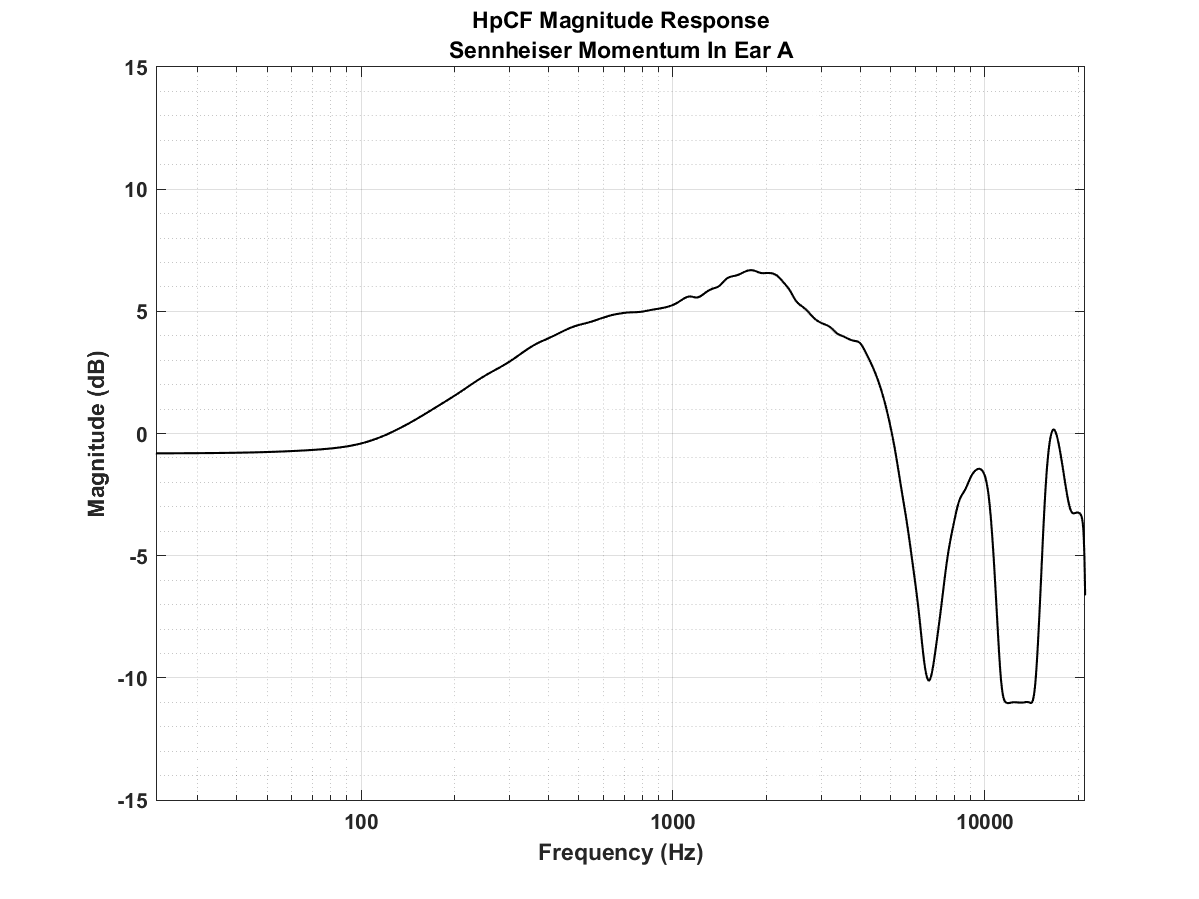 HpCF Magnitude Response
Sennheiser Momentum In Ear A
15
10
5
0
-5
-10
-15
Magnitude (dB)
100
1000
10000
Frequency (Hz)